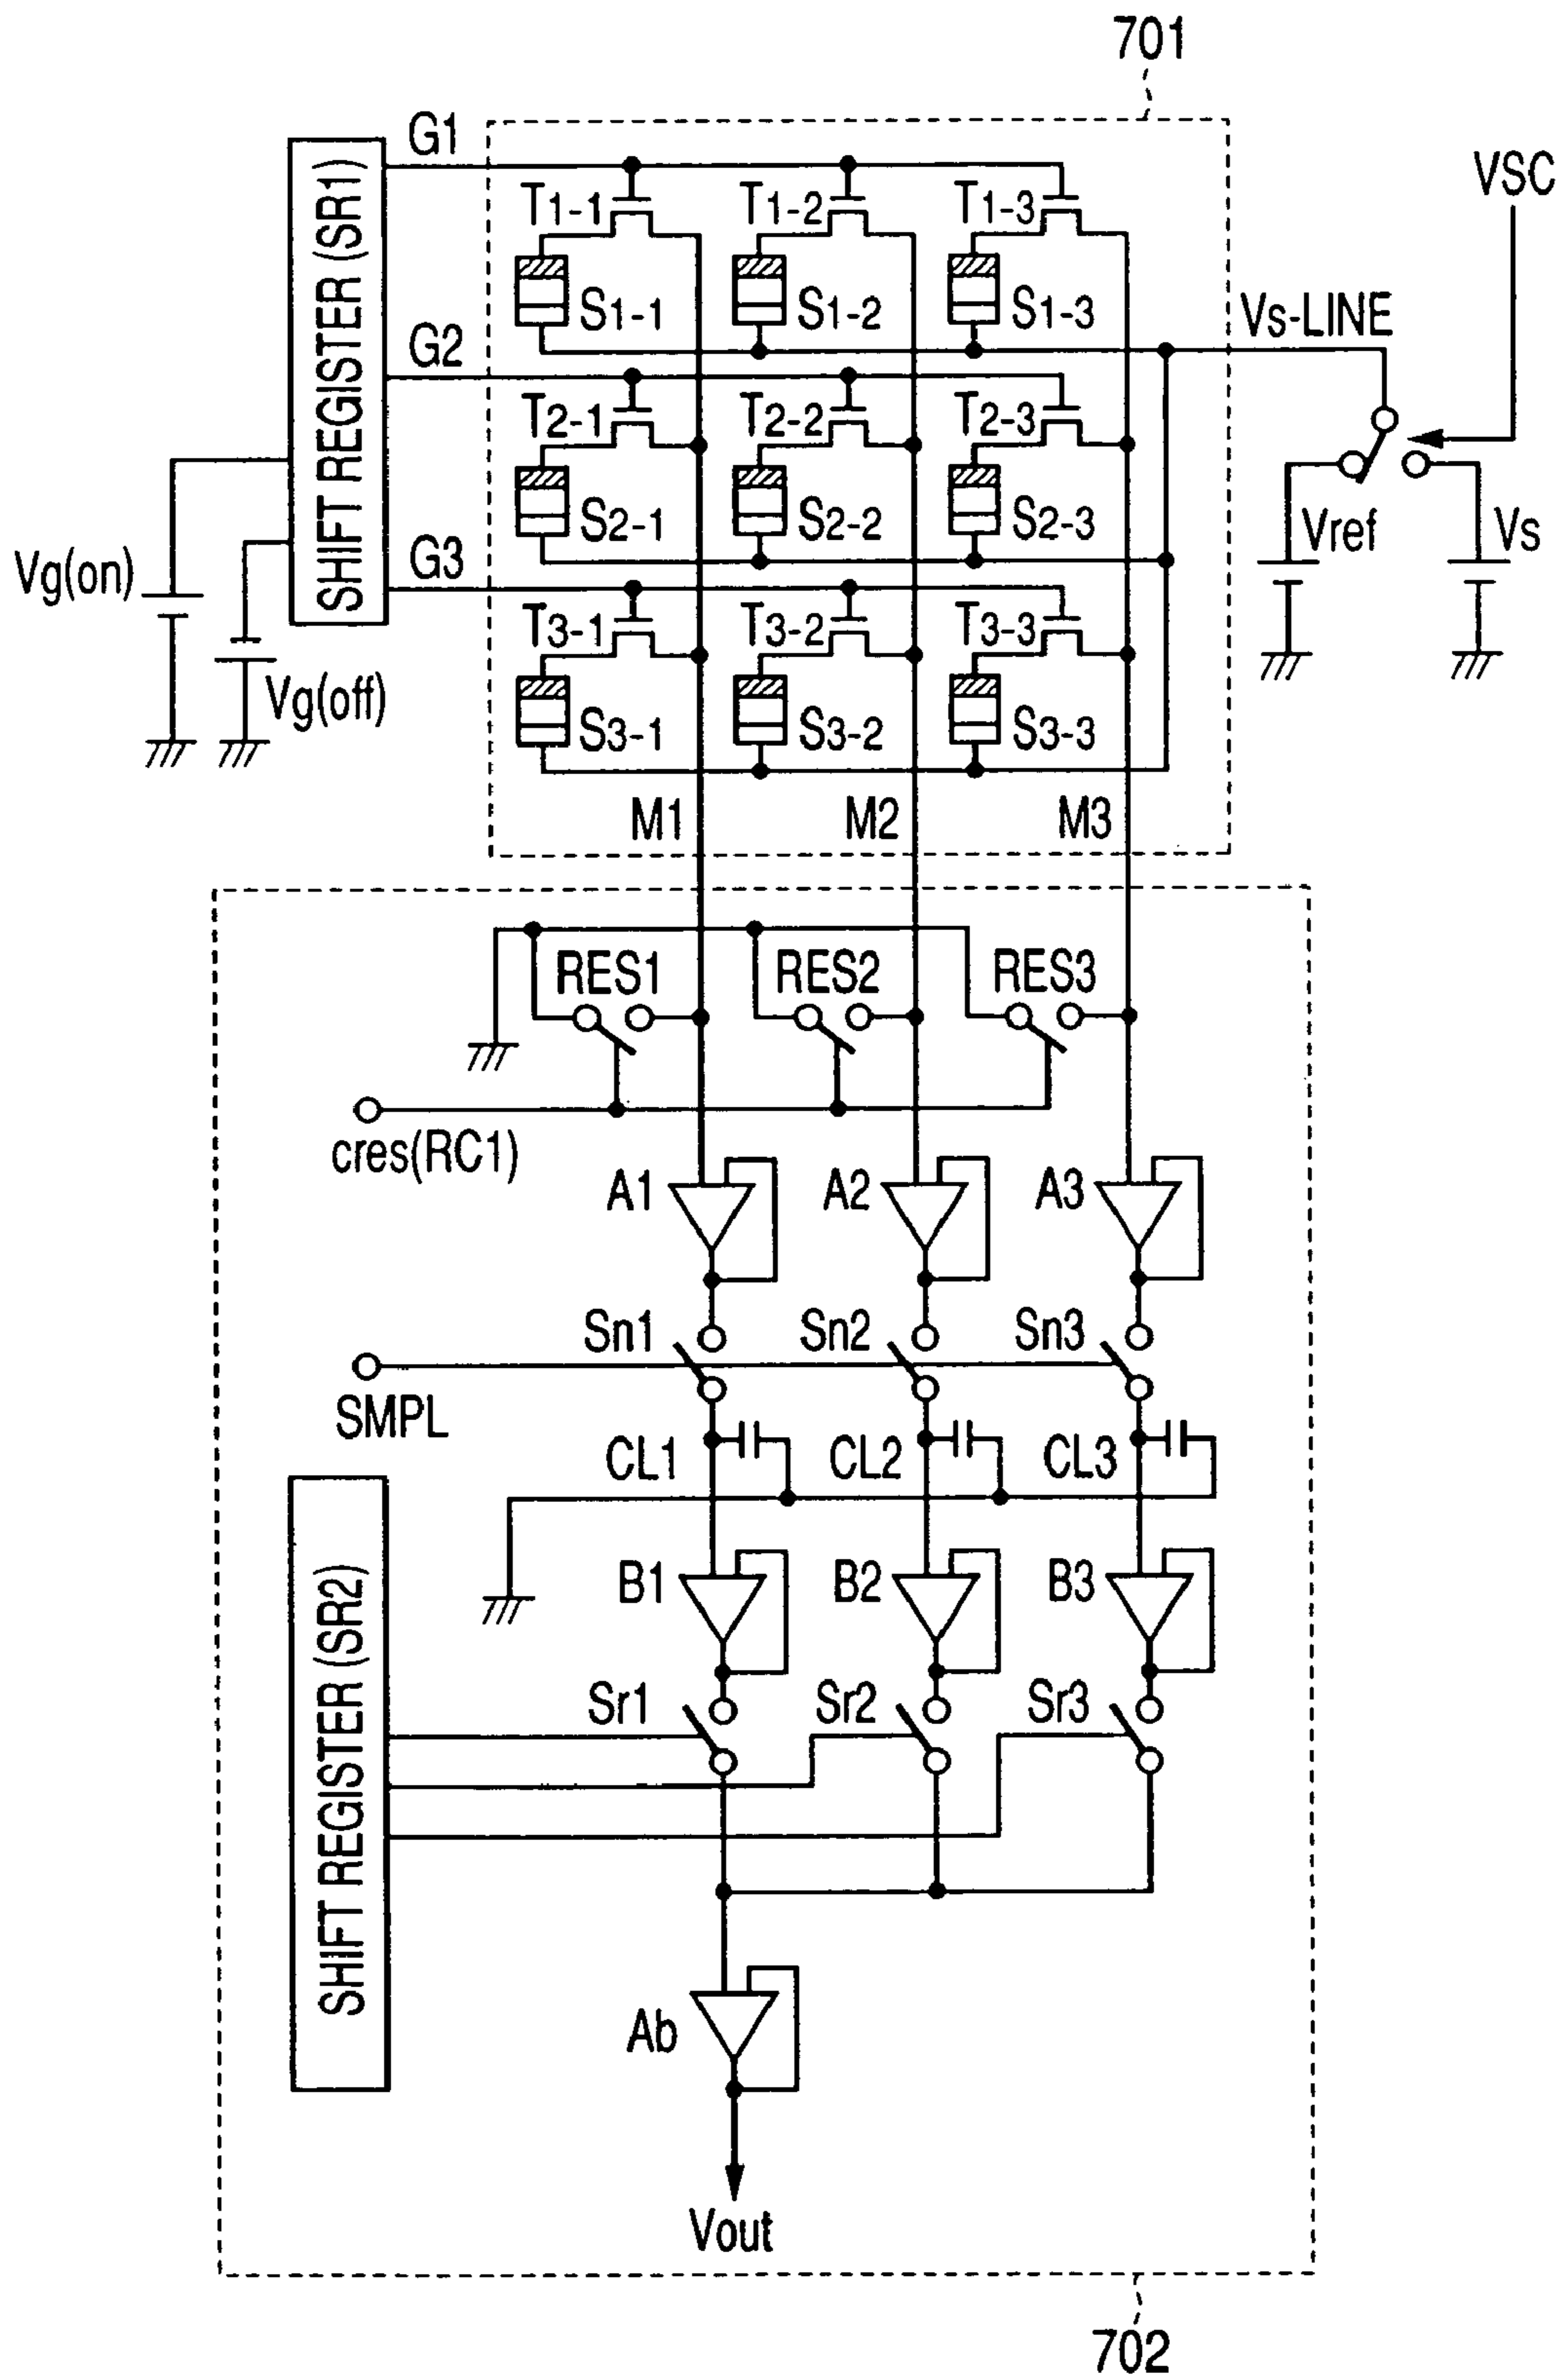 701
G1
VSC
SHIFT REGISTER (SR1)
T1-1
T1-2
T1-3
S1-1
S1-2
S1-3
Vs-LINE
G2
T2-1
T2-2
T2-3
S2-1
S2-2
S2-3
Vref
Vs
G3
Vg(on)
T3-1
T3-2
T3-3
Vg(off)
S3-1
S3-2
S3-3
M1
M2
M3
RES1
RES2
RES3
cres(RC1)
A1
A2
A3
Sn1
Sn2
Sn3
SMPL
CL1
CL2
CL3
SHIFT REGISTER (SR2)
B1
B2
B3
Sr1
Sr2
Sr3
Ab
Vout
702